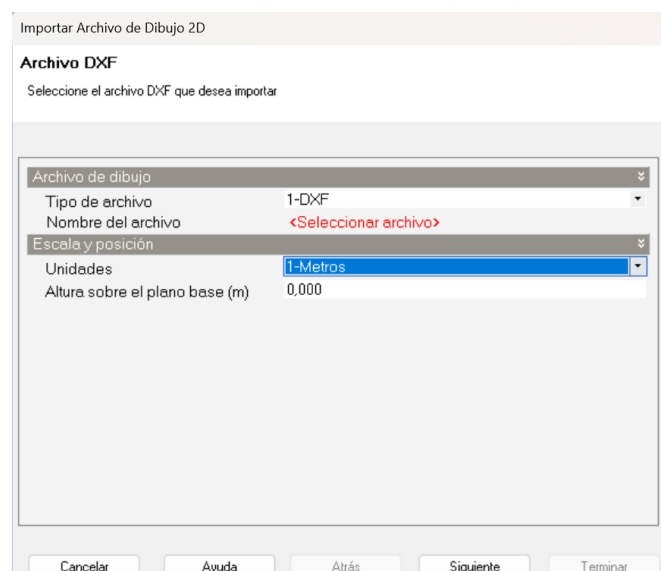 Importar Archivo de Dibujo 2D
Archivo DXF
Seleccione el archivo DXF que desea importar
Archivo de dibujo
Tipo de archivo 1-DXF
Nombre del archivo <Seleccionar archivo>
Escala y posición
Unidades 1-Metros
Altura sobre el plano base (m) 0,000
Cancelar Ayuda Atrás Siguiente Terminar